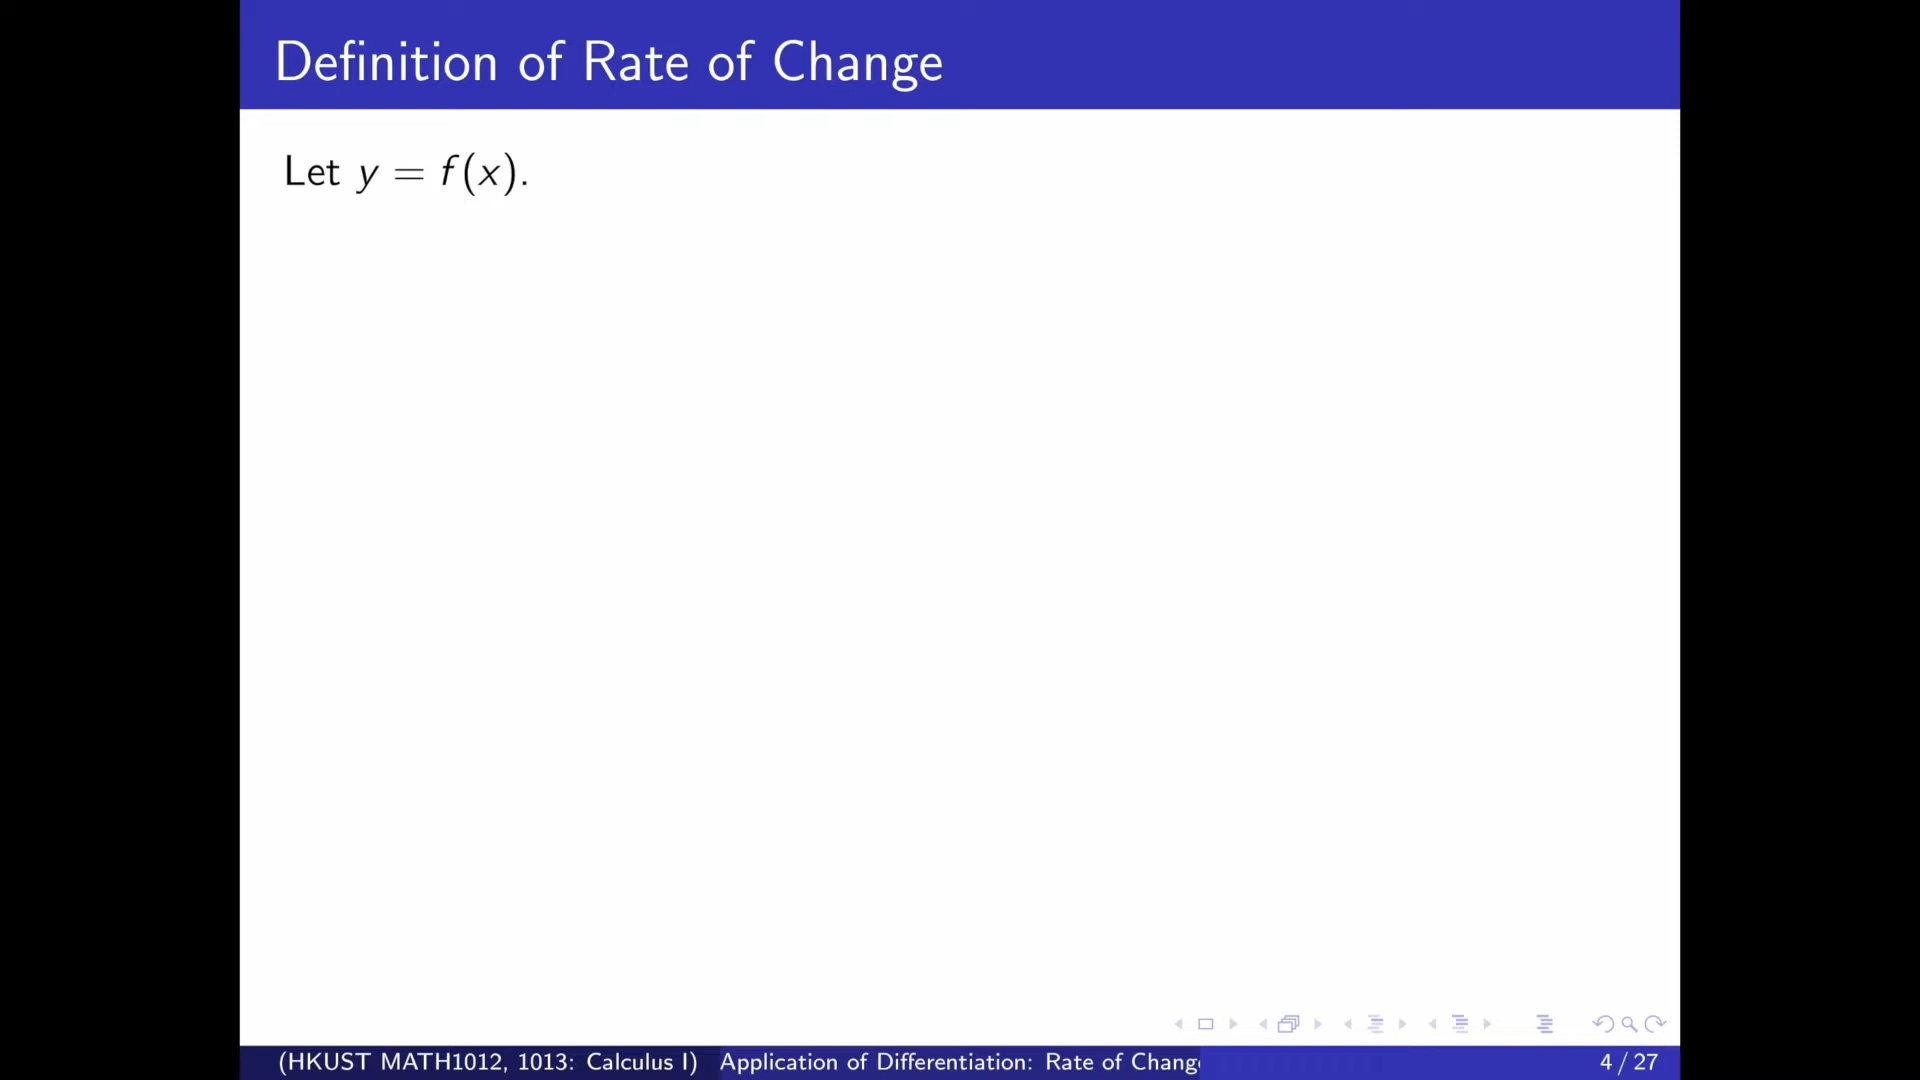 Definition of Rate of Change
Let y = f(x).
(HKUST MATH1012, 1013: Calculus I) Application of Differentiation: Rate of Chang 4 / 27